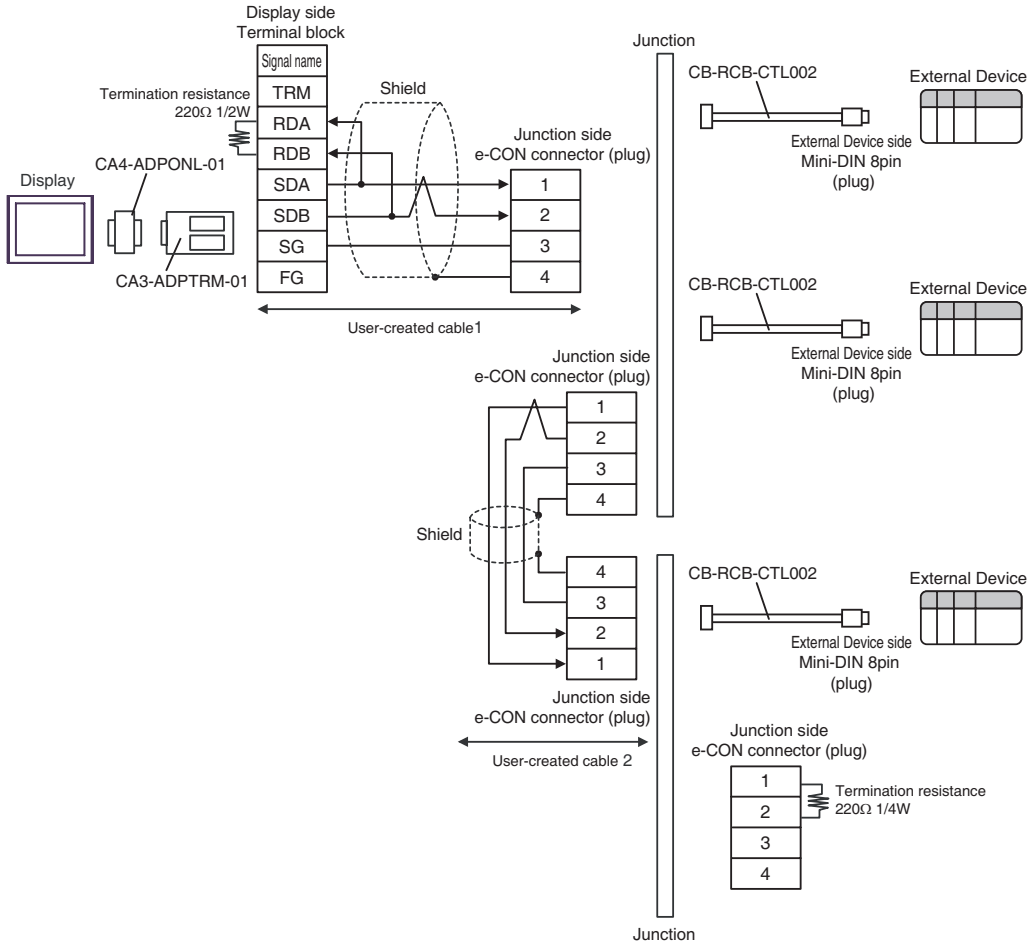 Display side
Terminal block
Signal name
TRM
RDA
RDB
SDA
SDB
SG
FG
Termination resistance
220Ω 1/2W
Shield
CA4-ADPONL-01
Display
CA3-ADPTRM-01
Junction side
e-CON connector (plug)
1
2
3
4
User-created cable1
Junction
CB-RCB-CTL002
External Device
External Device side
Mini-DIN 8pin
(plug)
CB-RCB-CTL002
External Device
External Device side
Mini-DIN 8pin
(plug)
Junction side
e-CON connector (plug)
1
2
3
4
Shield
4
3
2
1
Junction side
e-CON connector (plug)
User-created cable 2
CB-RCB-CTL002
External Device
External Device side
Mini-DIN 8pin
(plug)
Junction side
e-CON connector (plug)
1
2
3
4
Termination resistance
220Ω 1/4W
Junction